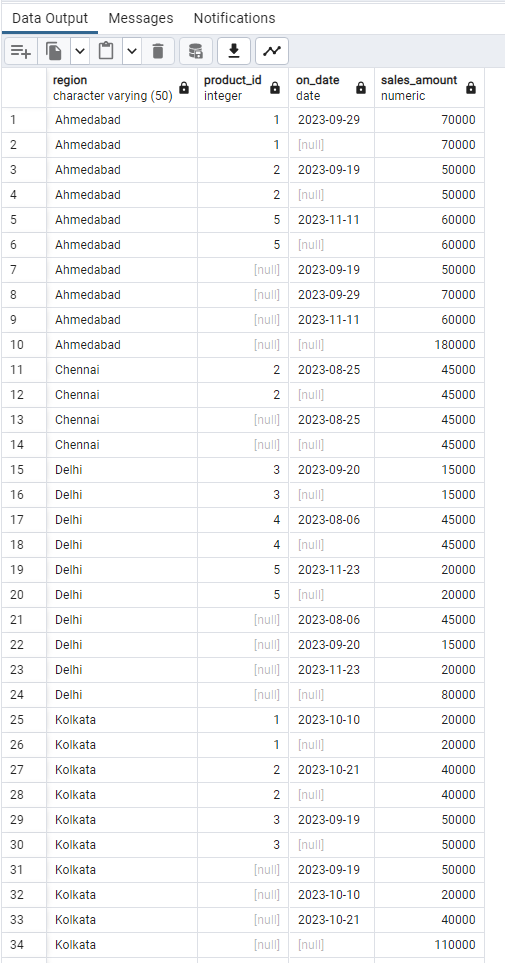 Data Output Messages Notifications
region product_id on_date sales_amount
character varying (50) integer date numeric
1 Ahmedabad 1 2023-09-29 70000
2 Ahmedabad 1 [null] 70000
3 Ahmedabad 2 2023-09-19 50000
4 Ahmedabad 2 [null] 50000
5 Ahmedabad 5 2023-11-11 60000
6 Ahmedabad 5 [null] 60000
7 Ahmedabad [null] 2023-09-19 50000
8 Ahmedabad [null] 2023-09-29 70000
9 Ahmedabad [null] 2023-11-11 60000
10 Ahmedabad [null] [null] 180000
11 Chennai 2 2023-08-25 45000
12 Chennai 2 [null] 45000
13 Chennai [null] 2023-08-25 45000
14 Chennai [null] [null] 45000
15 Delhi 3 2023-09-20 15000
16 Delhi 3 [null] 15000
17 Delhi 4 2023-08-06 45000
18 Delhi 4 [null] 45000
19 Delhi 5 2023-11-23 20000
20 Delhi 5 [null] 20000
21 Delhi [null] 2023-08-06 45000
22 Delhi [null] 2023-09-20 15000
23 Delhi [null] 2023-11-23 20000
24 Delhi [null] [null] 80000
25 Kolkata 1 2023-10-10 20000
26 Kolkata 1 [null] 20000
27 Kolkata 2 2023-10-21 40000
28 Kolkata 2 [null] 40000
29 Kolkata 3 2023-09-19 50000
30 Kolkata 3 [null] 50000
31 Kolkata [null] 2023-09-19 50000
32 Kolkata [null] 2023-10-10 20000
33 Kolkata [null] 2023-10-21 40000
34 Kolkata [null] [null] 110000